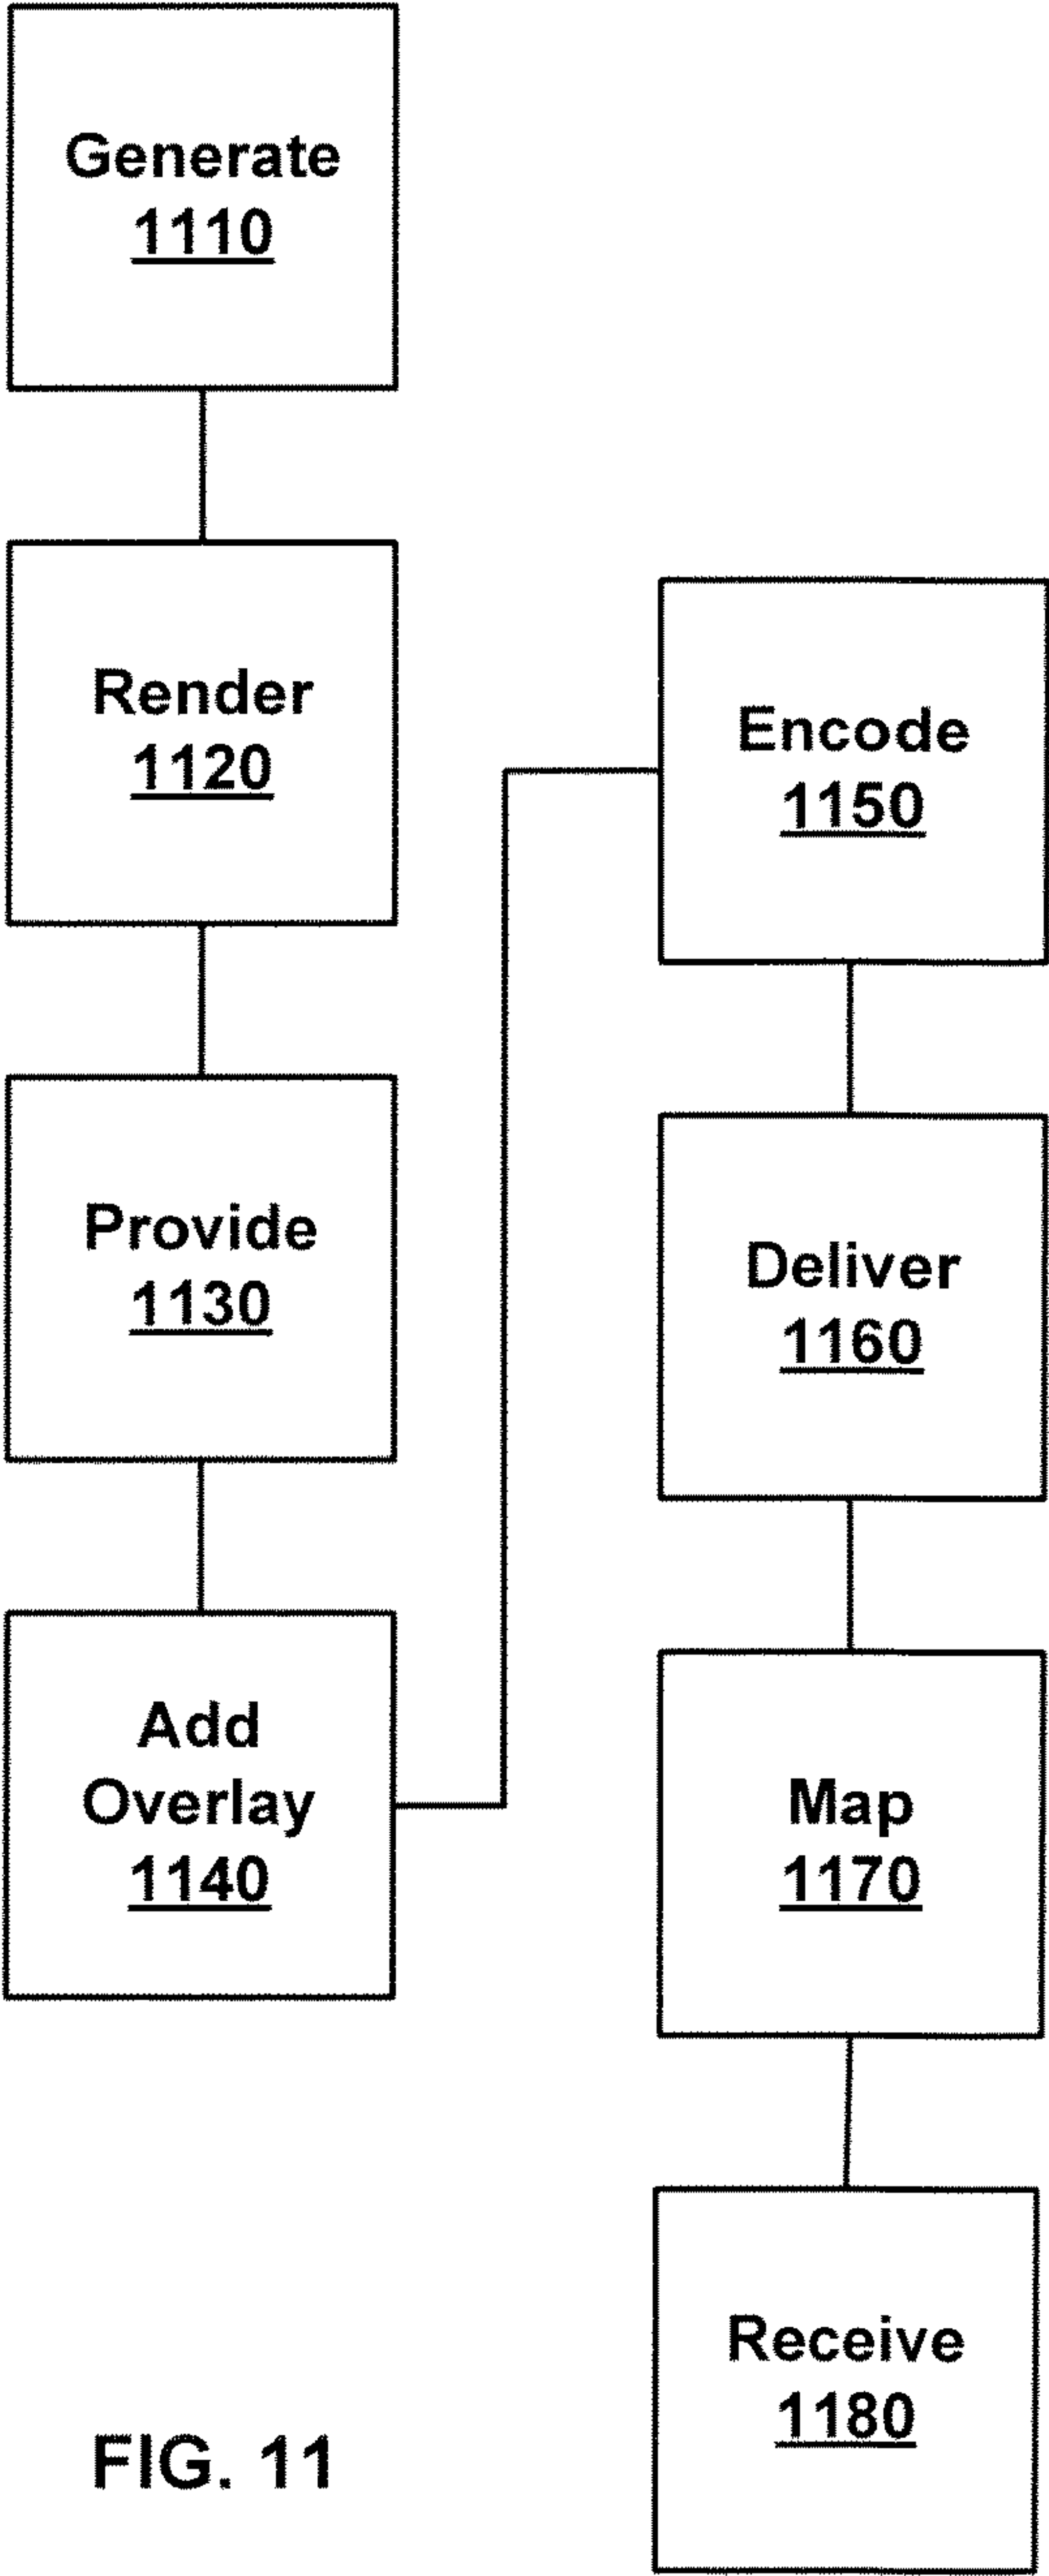 Generate
1110
Render
1120
Provide
1130
Add
Overlay
1140
Encode
1150
Deliver
1160
Map
1170
Receive
1180
FIG. 11